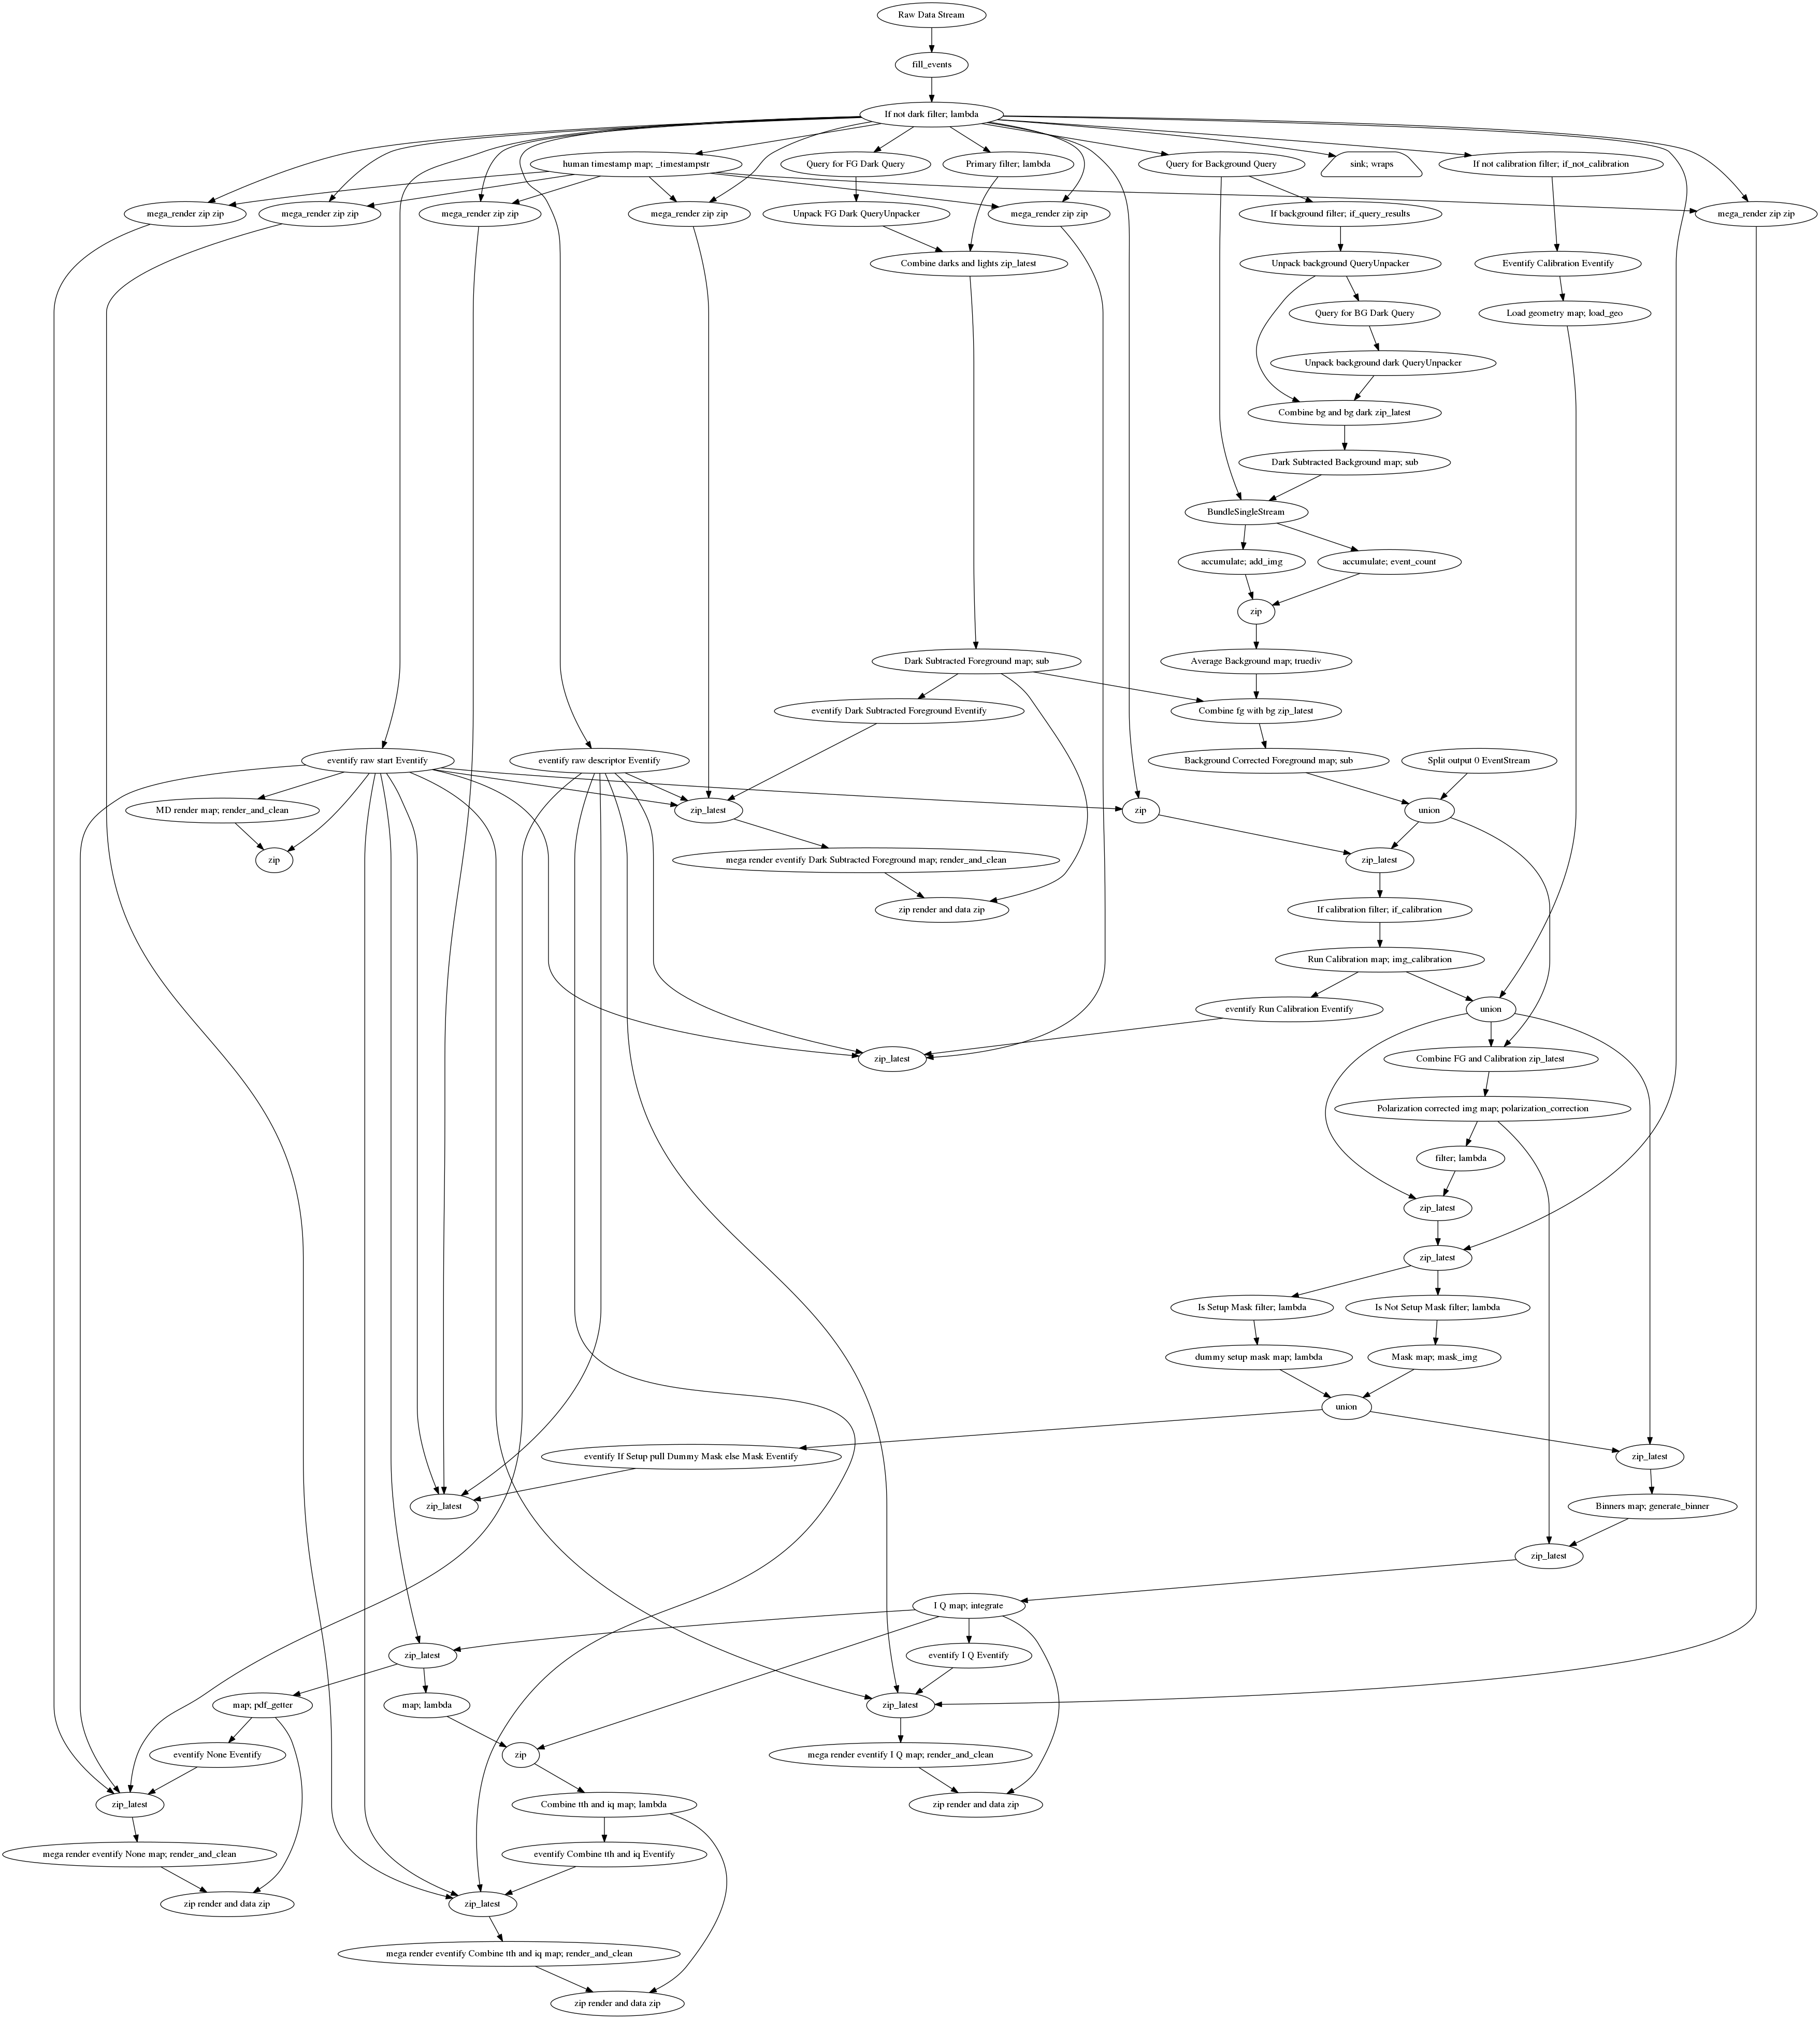 Raw Data Stream
fill_events
If not dark filter; lambda
human timestamp map; _timestampstr
Query for FG Dark Query
Primary filter; lambda
Query for Background Query
sink; wraps
If not calibration filter; if_not_calibration
mega_render zip zip
mega_render zip zip
mega_render zip zip
mega_render zip zip
Unpack FG Dark QueryUnpacker
mega_render zip zip
If background filter; if_query_results
mega_render zip zip
Combine darks and lights zip_latest
Unpack background QueryUnpacker
Eventify Calibration Eventify
Query for BG Dark Query
Load geometry map; load_geo
Unpack background dark QueryUnpacker
Combine bg and bg dark zip_latest
Dark Subtracted Background map; sub
BundleSingleStream
accumulate; add_img
accumulate; event_count
zip
Dark Subtracted Foreground map; sub
Average Background map; truediv
eventify Dark Subtracted Foreground Eventify
Combine fg with bg zip_latest
eventify raw start Eventify
eventify raw descriptor Eventify
Background Corrected Foreground map; sub
Split output 0 EventStream
MD render map; render_and_clean
zip_latest
zip
union
zip
mega render eventify Dark Subtracted Foreground map; render_and_clean
zip_latest
zip render and data zip
If calibration filter; if_calibration
Run Calibration map; img_calibration
eventify Run Calibration Eventify
union
zip_latest
Combine FG and Calibration zip_latest
Polarization corrected img map; polarization_correction
filter; lambda
zip_latest
zip_latest
Is Setup Mask filter; lambda
Is Not Setup Mask filter; lambda
dummy setup mask map; lambda
Mask map; mask_img
union
eventify If Setup pull Dummy Mask else Mask Eventify
zip_latest
zip_latest
Binners map; generate_binner
zip_latest
I Q map; integrate
zip_latest
eventify I Q Eventify
map; pdf_getter
map; lambda
zip_latest
eventify None Eventify
zip
mega render eventify I Q map; render_and_clean
zip_latest
Combine tth and iq map; lambda
zip render and data zip
mega render eventify None map; render_and_clean
eventify Combine tth and iq Eventify
zip render and data zip
zip_latest
mega render eventify Combine tth and iq map; render_and_clean
zip render and data zip